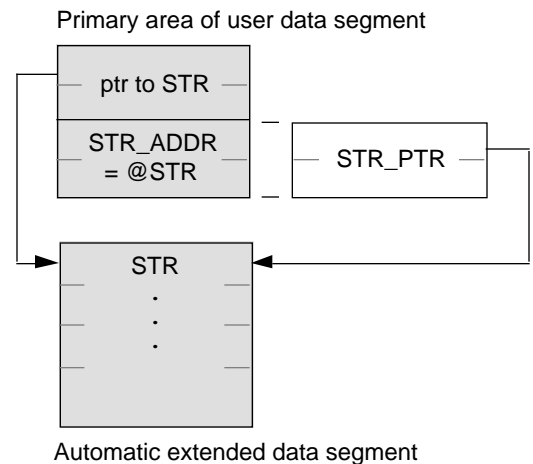 Primary area of user data segment
ptr to STR
STR_ADDR
= @STR
STR_PTR
STR
.
.
.
Automatic extended data segment